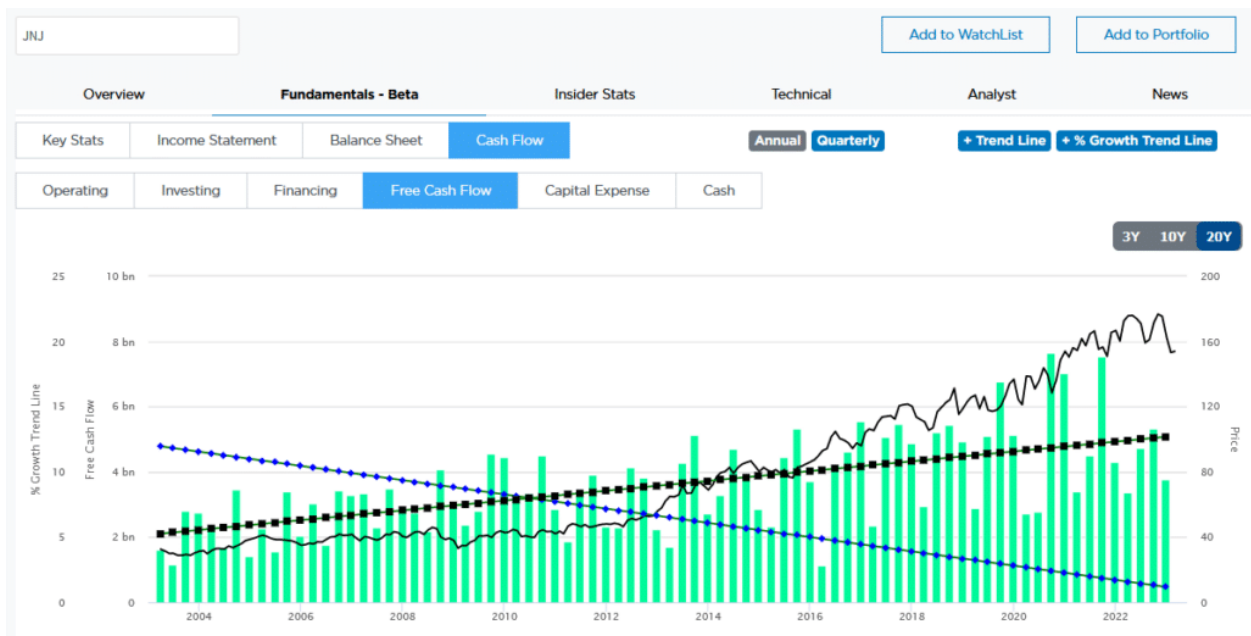 JNJ
Add to WatchList Add to Portfolio
Overview Fundamentals - Beta Insider Stats Technical Analyst News
Key Stats Income Statement Balance Sheet Cash Flow Annual Quarterly + Trend Line + % Growth Trend Line
Operating Investing Financing Free Cash Flow Capital Expense Cash
3Y 10Y 20Y
25 10 bn 200
20 8 bn 160
15 6 bn 120
10 4 bn 80
5 2 bn 40
0 0 0
% Growth Trend Line
Free Cash Flow
Price
2004 2006 2008 2010 2012 2014 2016 2018 2020 2022